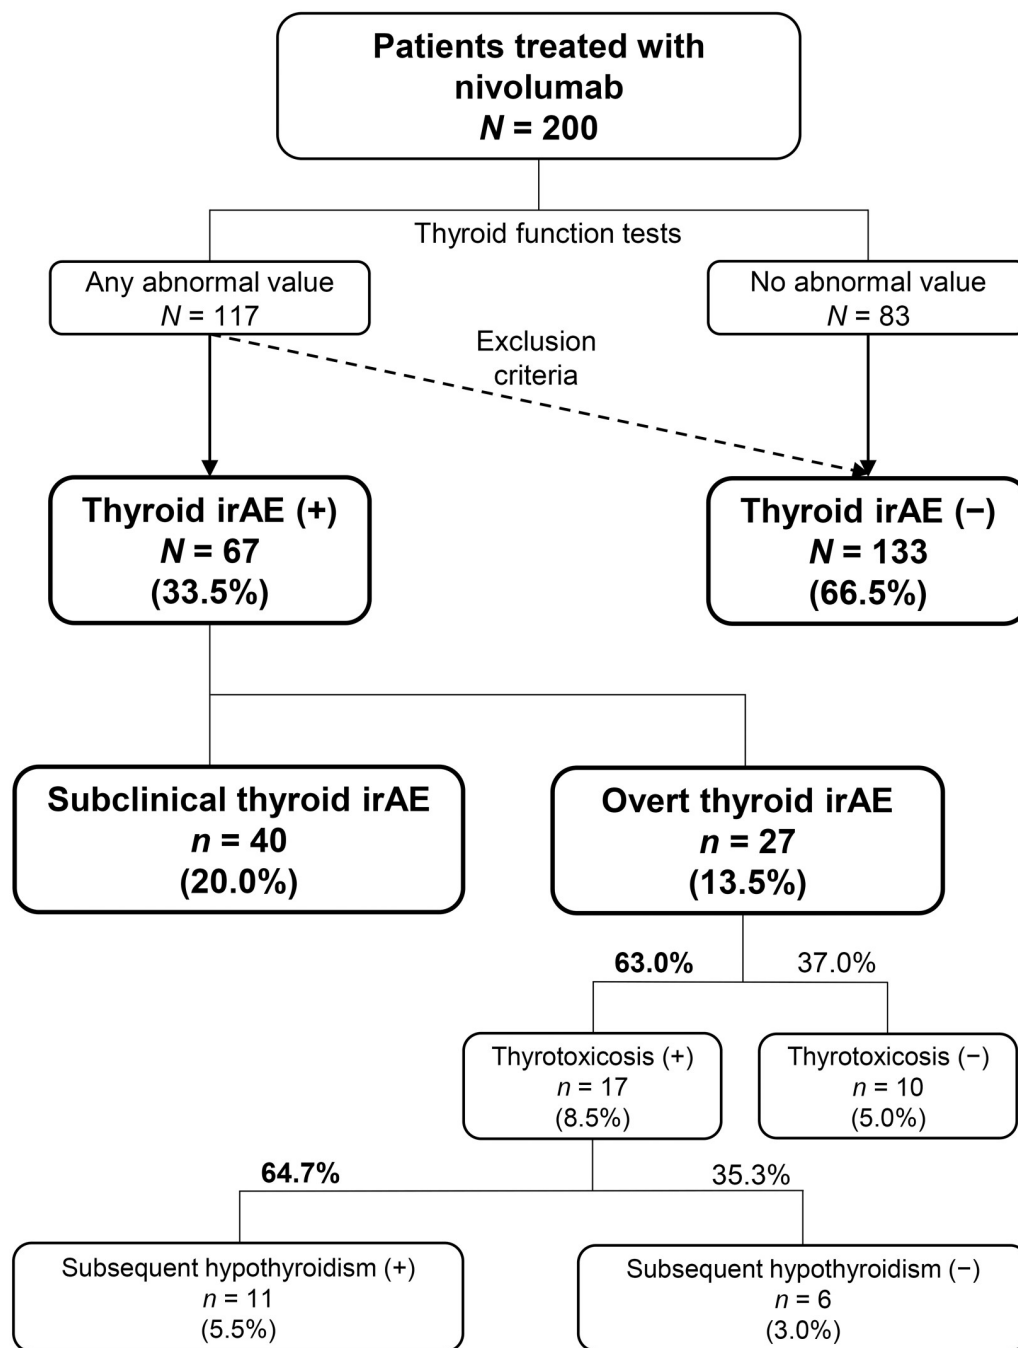 Patients treated with
nivolumab
N = 200
Thyroid function tests
Any abnormal value
N = 117
No abnormal value
N = 83
Exclusion
criteria
Thyroid irAE (+)
N = 67
(33.5%)
Thyroid irAE (−)
N = 133
(66.5%)
Subclinical thyroid irAE
n = 40
(20.0%)
Overt thyroid irAE
n = 27
(13.5%)
63.0%
37.0%
Thyrotoxicosis (+)
n = 17
(8.5%)
Thyrotoxicosis (−)
n = 10
(5.0%)
64.7%
35.3%
Subsequent hypothyroidism (+)
n = 11
(5.5%)
Subsequent hypothyroidism (−)
n = 6
(3.0%)